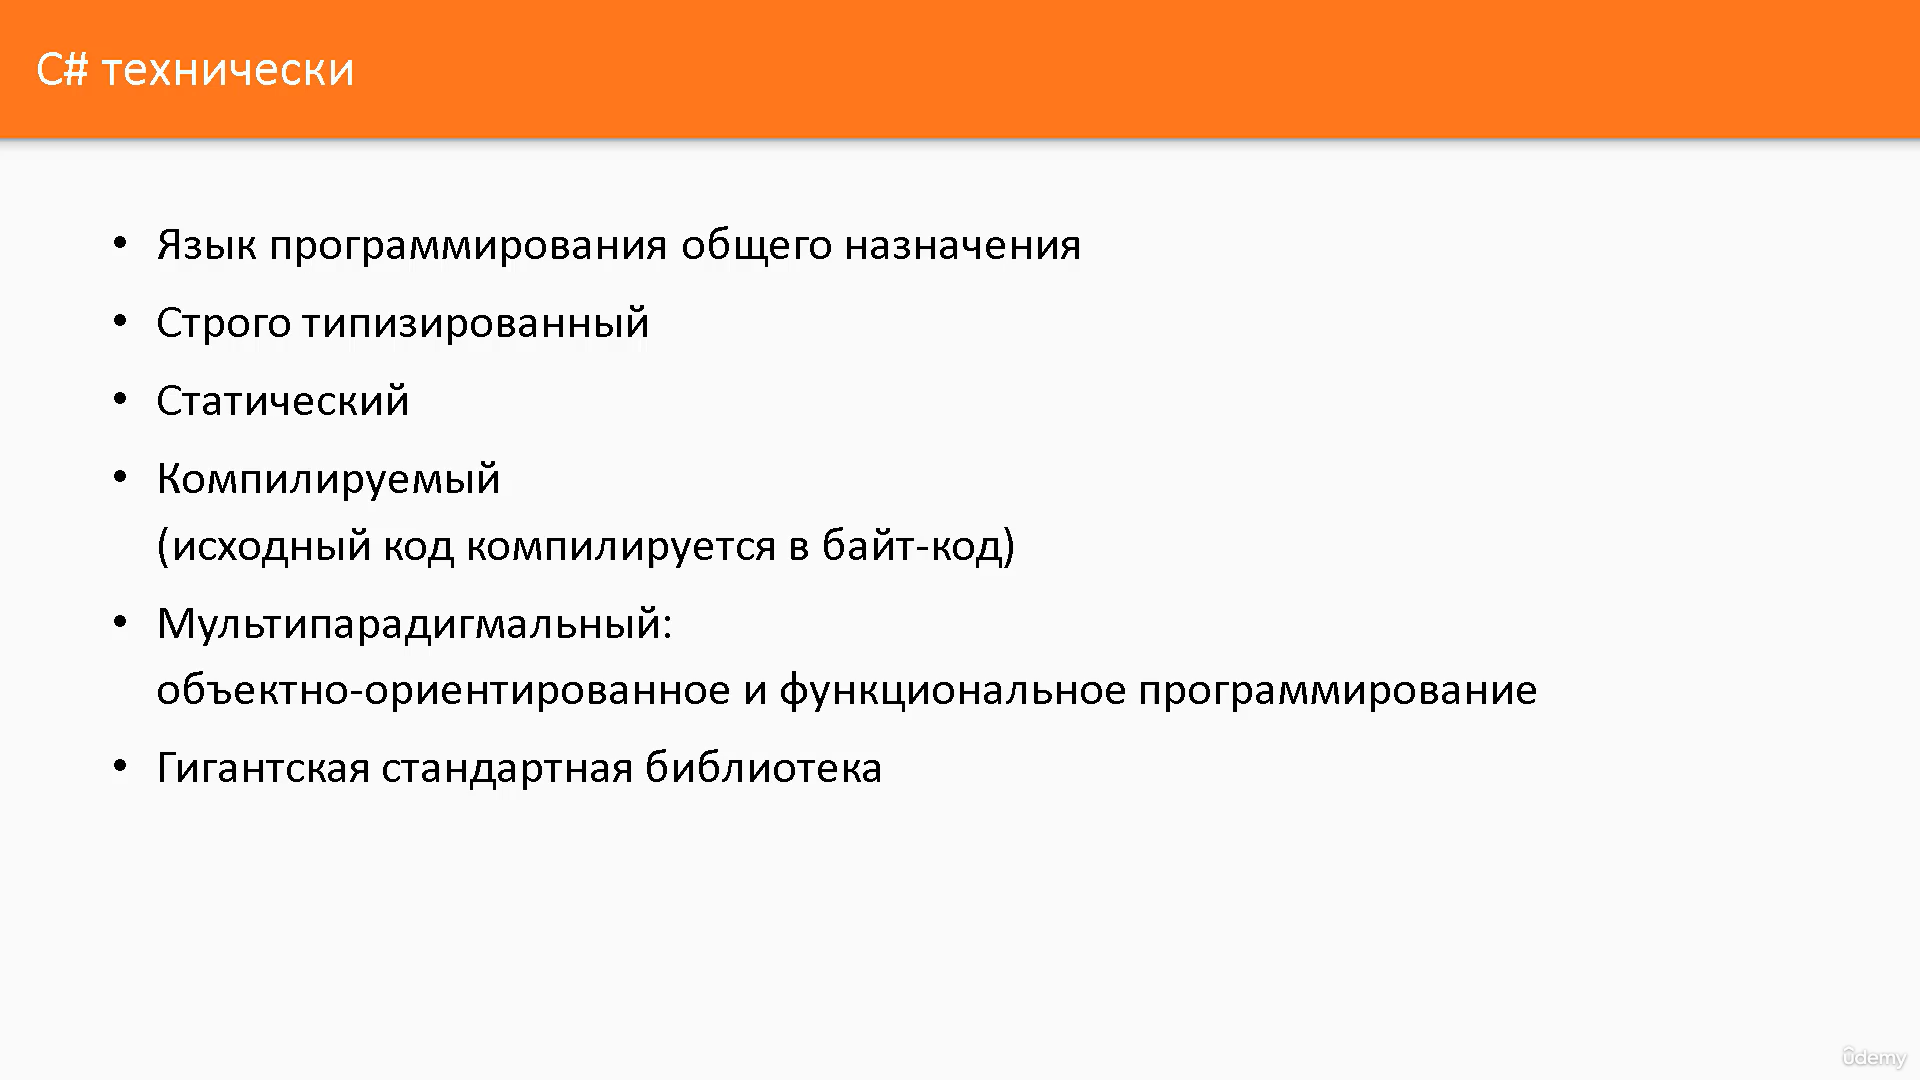 C# технически
• Язык программирования общего назначения
• Строго типизированный
• Статический
• Компилируемый
(исходный код компилируется в байт-код)
• Мультипарадигмальный:
объектно-ориентированное и функциональное программирование
• Гигантская стандартная библиотека
ûdemy